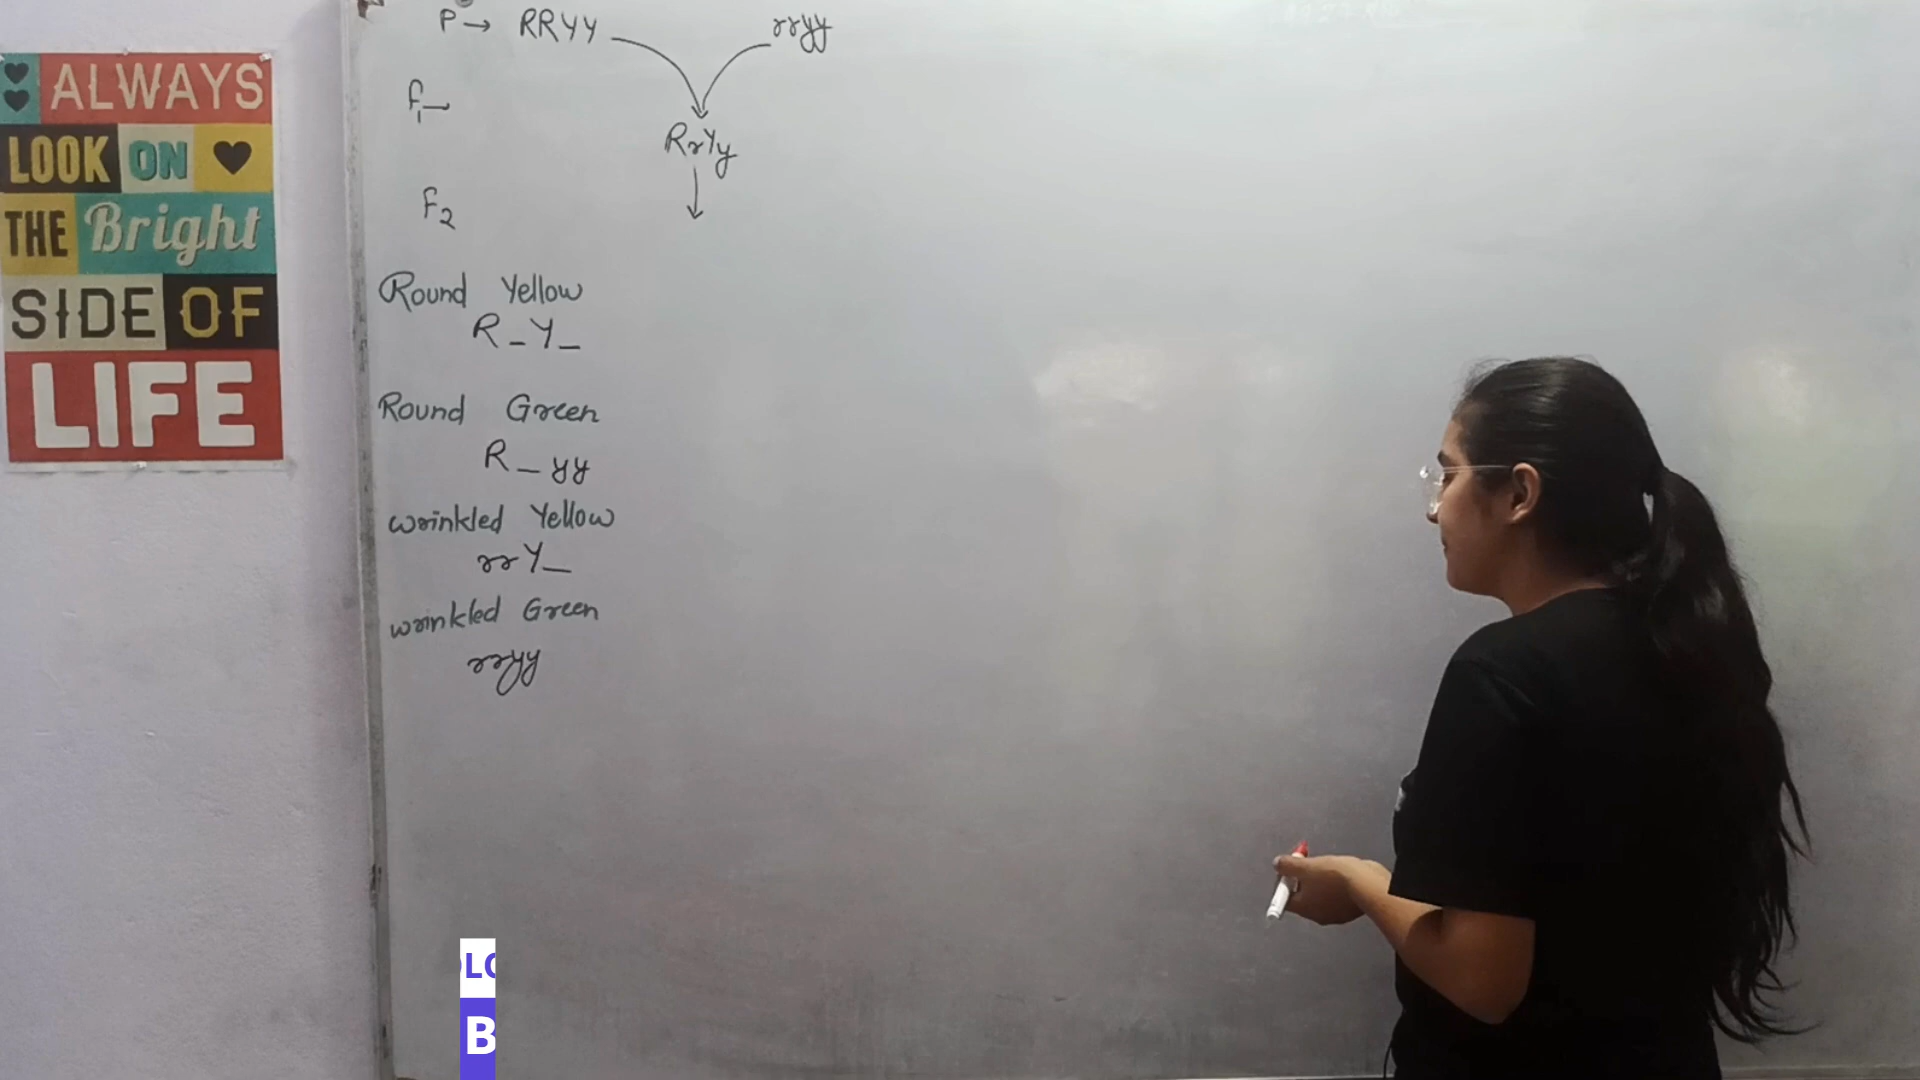 ALWAYS
LOOK ON
THE Bright
SIDE OF
LIFE
P→ RRYY rryy
F1→
RrYy
F2
Round Yellow
R_Y_
Round Green
R_yy
wrinkled Yellow
rrY_
wrinkled Green
rryy
B